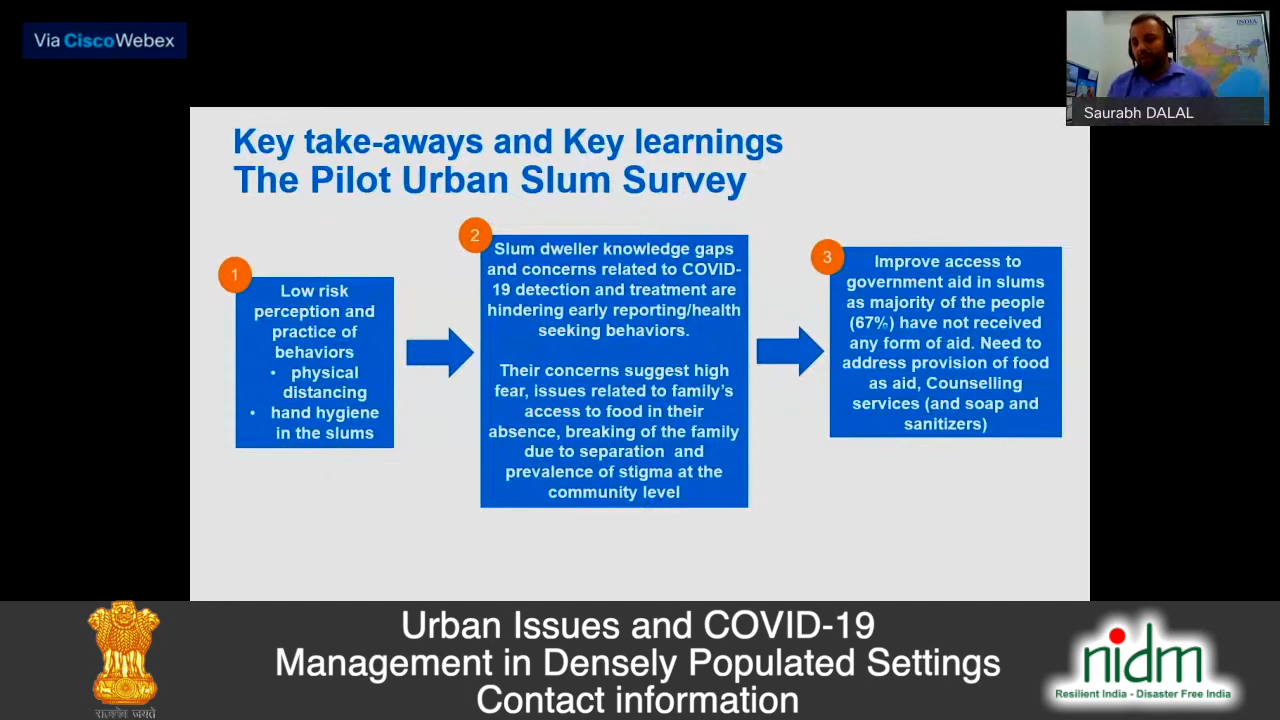 Via CiscoWebex
INDIA
Saurabh DALAL
Key take-aways and Key learnings
The Pilot Urban Slum Survey
1
Low risk
perception and
practice of
behaviors
• physical
distancing
• hand hygiene
in the slums
2
Slum dweller knowledge gaps
and concerns related to COVID-
19 detection and treatment are
hindering early reporting/health
seeking behaviors.
Their concerns suggest high
fear, issues related to family's
access to food in their
absence, breaking of the family
due to separation and
prevalence of stigma at the
community level
3
Improve access to
government aid in slums
as majority of the people
(67%) have not received
any form of aid. Need to
address provision of food
as aid, Counselling
services (and soap and
sanitizers)
Urban Issues and COVID-19
Management in Densely Populated Settings
Contact information
सत्यमेव जयते
nidm
Resilient India - Disaster Free India